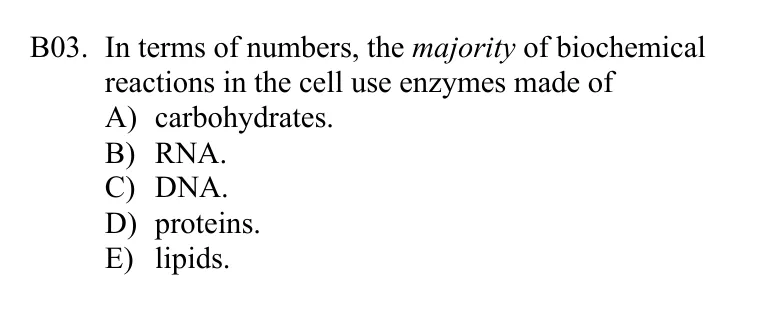 B03. In terms of numbers, the majority of biochemical
reactions in the cell use enzymes made of
A) carbohydrates.
B) RNA.
C) DNA.
D) proteins.
E) lipids.